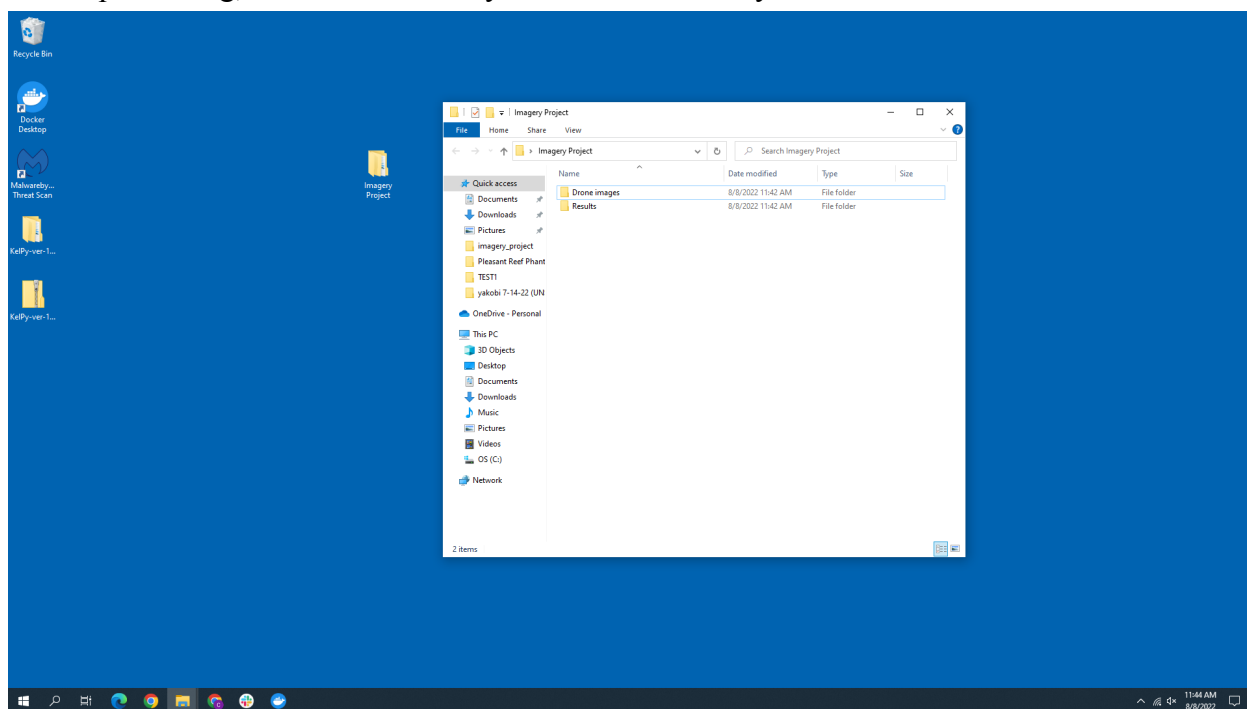 Recycle Bin
Docker
Desktop
Malwareby...
Threat Scan
KelPy-ver-1...
KelPy-ver-1...
Imagery
Project
Imagery Project
File Home Share View
Imagery Project
Search Imagery Project
Name Date modified Type Size
Drone images 8/8/2022 11:42 AM File folder
Results 8/8/2022 11:42 AM File folder
Quick access
Documents
Downloads
Pictures
imagery_project
Pleasant Reef Phant
TEST1
yakobi 7-14-22 (UN
OneDrive - Personal
This PC
3D Objects
Desktop
Documents
Downloads
Music
Pictures
Videos
OS (C:)
Network
2 items
11:44 AM
8/8/2022